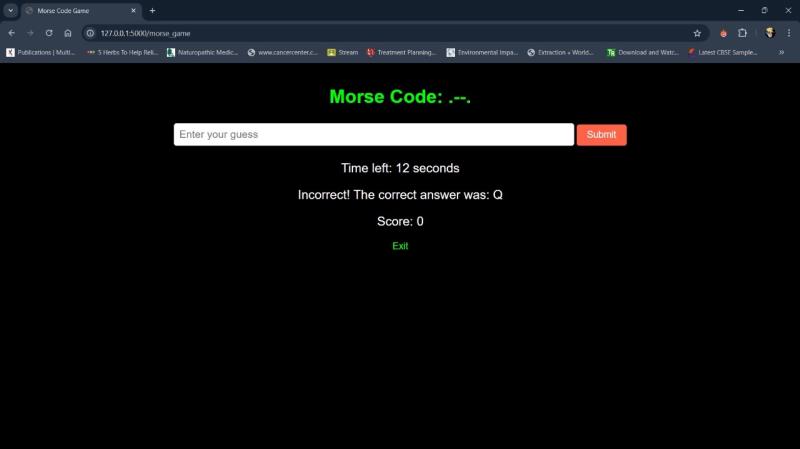 Morse Code Game
127.0.0.1:5000/morse_game
Publications | Multi...
5 Herbs To Help Reli...
Naturopathic Medic...
www.cancercenter.c...
Stream
Treatment Planning...
Environmental Impa...
Extraction + World...
Download and Watc...
Latest CBSE Sample...
Morse Code: .--.
Enter your guess
Submit
Time left: 12 seconds
Incorrect! The correct answer was: Q
Score: 0
Exit